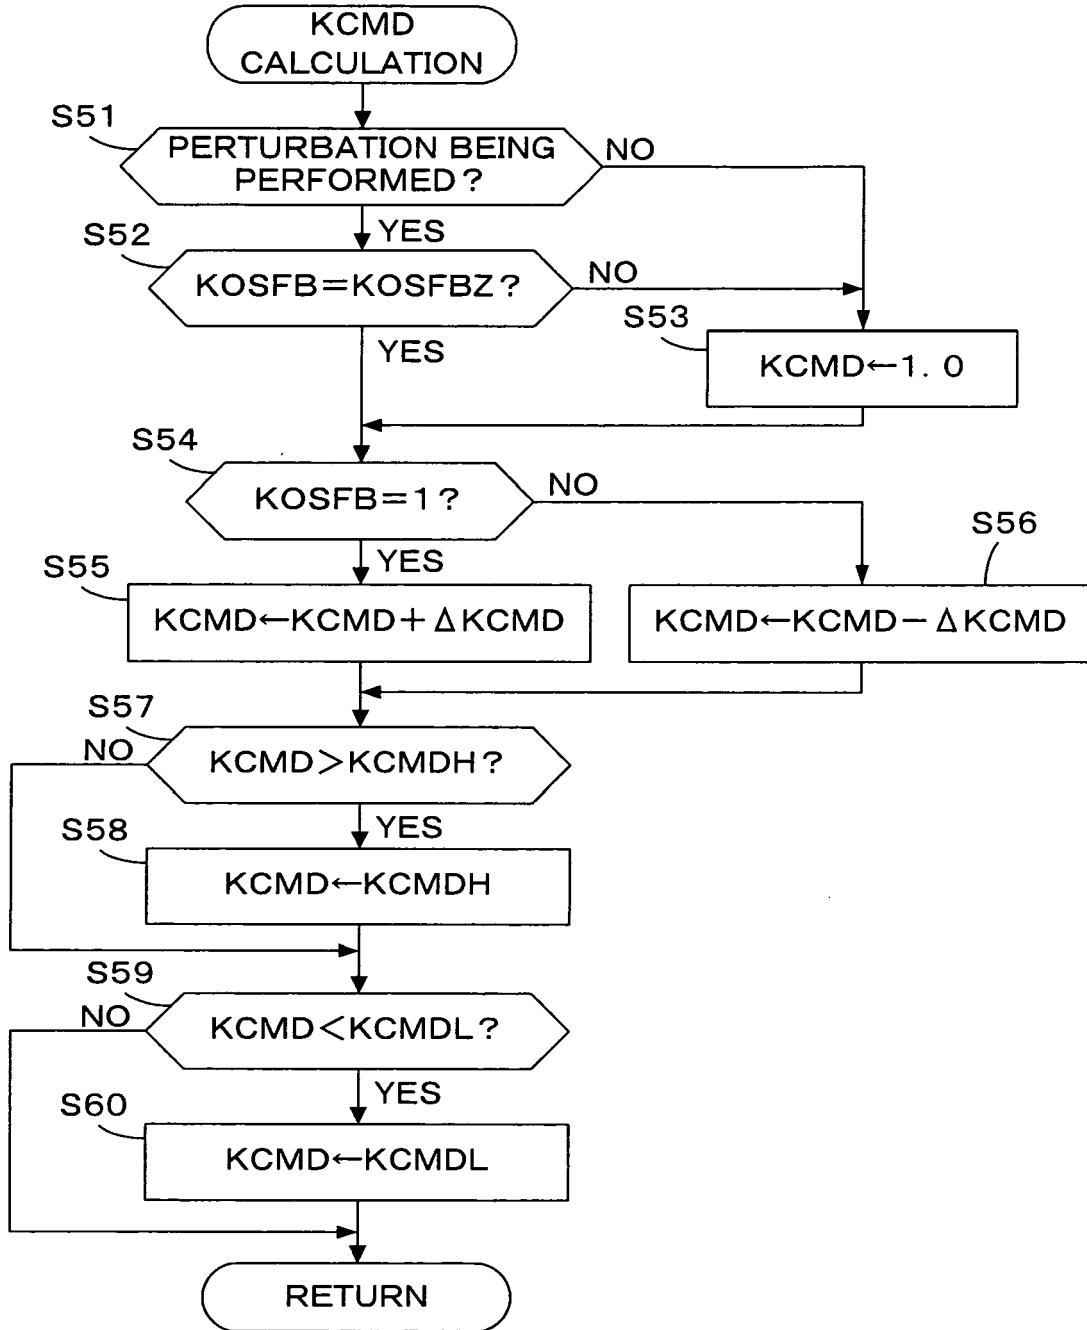 KCMD
CALCULATION
S51
PERTURBATION BEING
PERFORMED?
NO
YES
S52
KOSFB=KOSFBZ?
NO
YES
S53
KCMD←1.0
S54
KOSFB=1?
NO
YES
S55
KCMD←KCMD+ΔKCMD
S56
KCMD←KCMD-ΔKCMD
S57
NO
KCMD>KCMDH?
YES
S58
KCMD←KCMDH
S59
NO
KCMD<KCMDL?
YES
S60
KCMD←KCMDL
RETURN